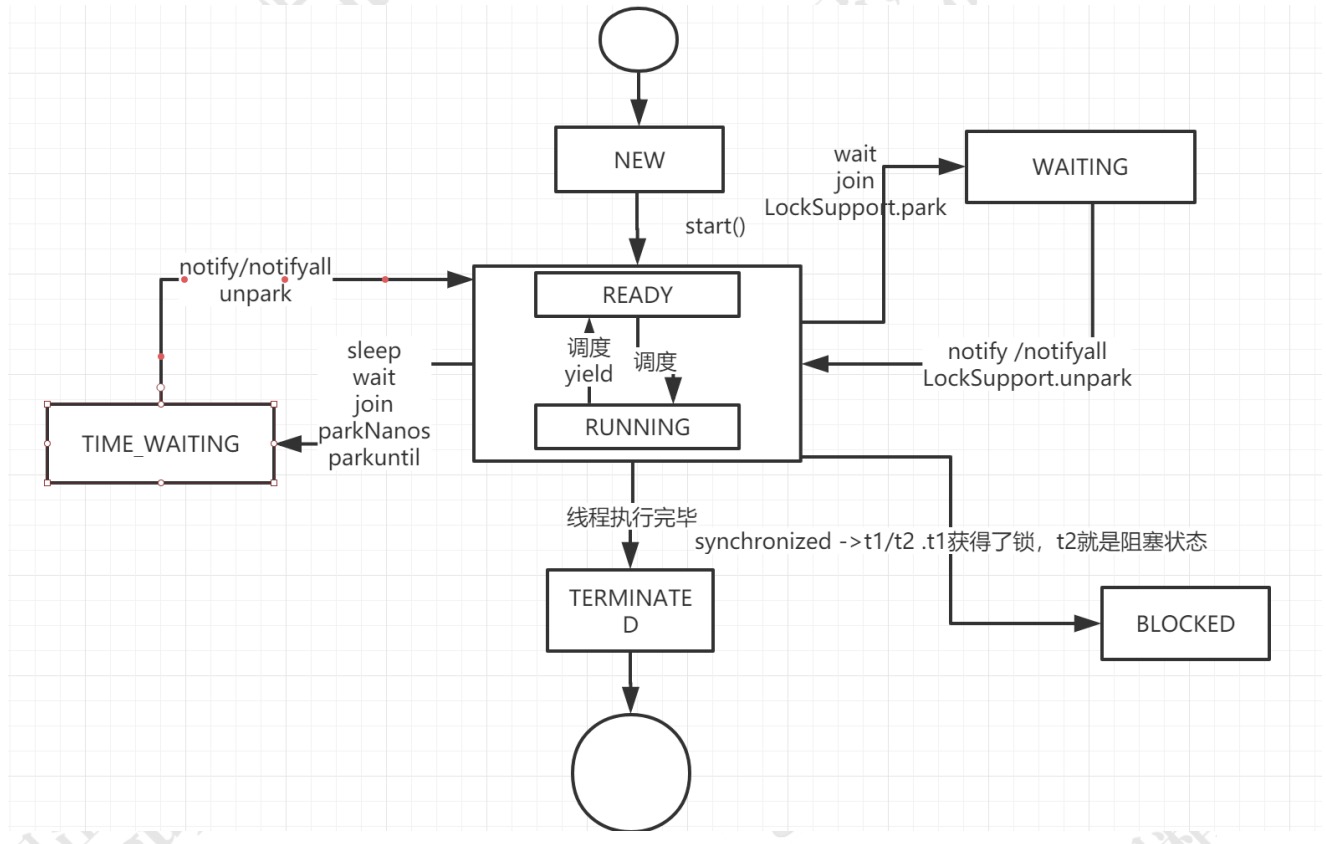 NEW
start()
wait
join
LockSupport.park
WAITING
notify/notifyall
unpark
READY
调度
yield
调度
RUNNING
sleep
wait
join
parkNanos
parkuntil
TIME_WAITING
notify /notifyall
LockSupport.unpark
线程执行完毕
synchronized ->t1/t2 .t1获得了锁，t2就是阻塞状态
TERMINATE
D
BLOCKED